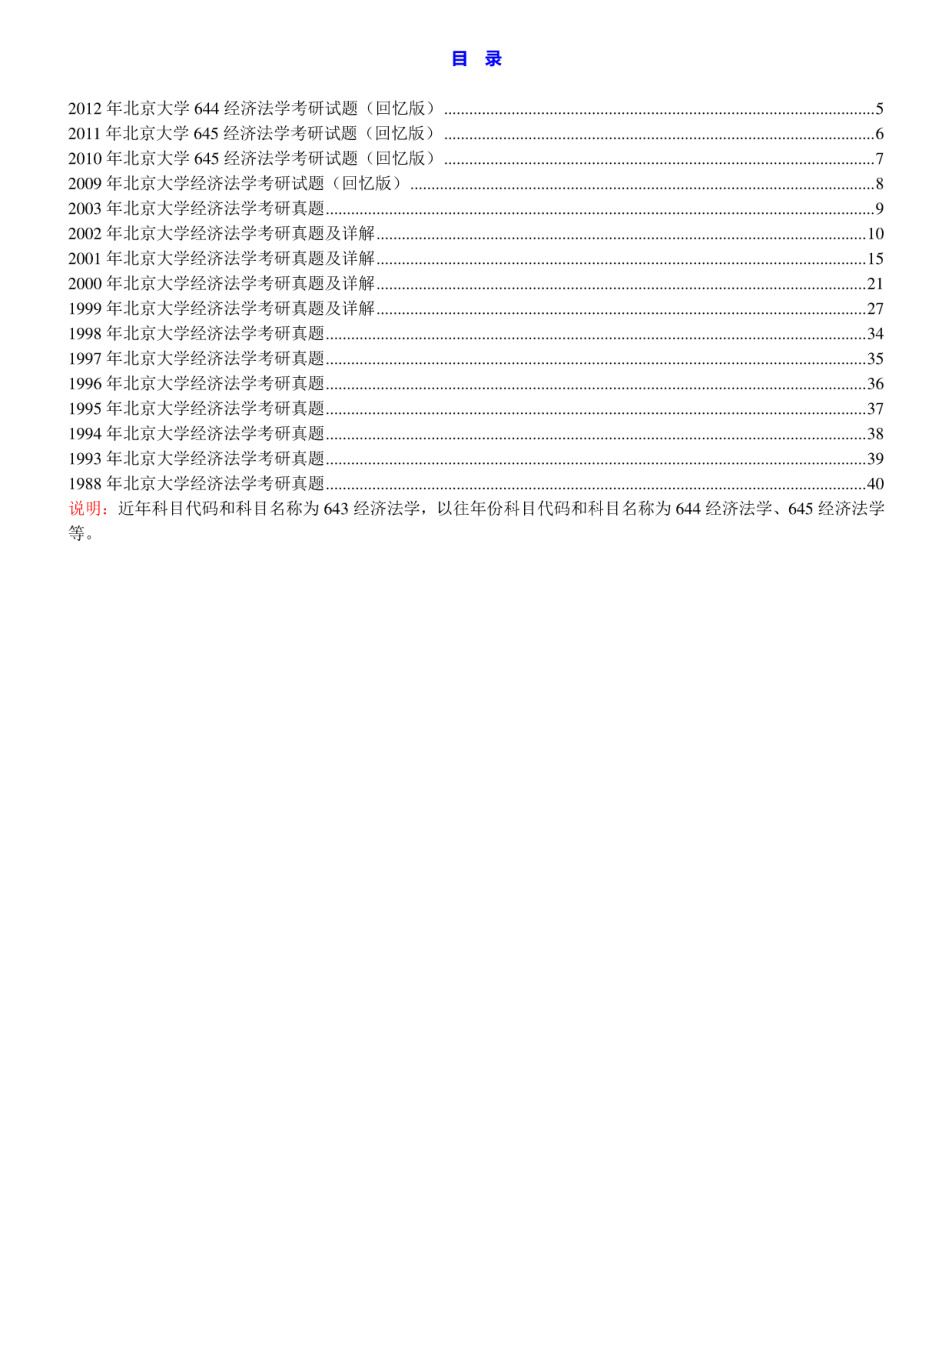 目 录
2012 年北京大学 644 经济法学考研试题（回忆版）...........................................................................................................5
2011 年北京大学 645 经济法学考研试题（回忆版）...........................................................................................................6
2010 年北京大学 645 经济法学考研试题（回忆版）...........................................................................................................7
2009 年北京大学经济法学考研试题（回忆版）...................................................................................................................8
2003 年北京大学经济法学考研真题.......................................................................................................................................9
2002 年北京大学经济法学考研真题及详解.........................................................................................................................10
2001 年北京大学经济法学考研真题及详解.........................................................................................................................15
2000 年北京大学经济法学考研真题及详解.........................................................................................................................21
1999 年北京大学经济法学考研真题及详解.........................................................................................................................27
1998 年北京大学经济法学考研真题.....................................................................................................................................34
1997 年北京大学经济法学考研真题.....................................................................................................................................35
1996 年北京大学经济法学考研真题.....................................................................................................................................36
1995 年北京大学经济法学考研真题.....................................................................................................................................37
1994 年北京大学经济法学考研真题.....................................................................................................................................38
1993 年北京大学经济法学考研真题.....................................................................................................................................39
1988 年北京大学经济法学考研真题.....................................................................................................................................40
说明：近年科目代码和科目名称为 643 经济法学，以往年份科目代码和科目名称为 644 经济法学、645 经济法学
等。